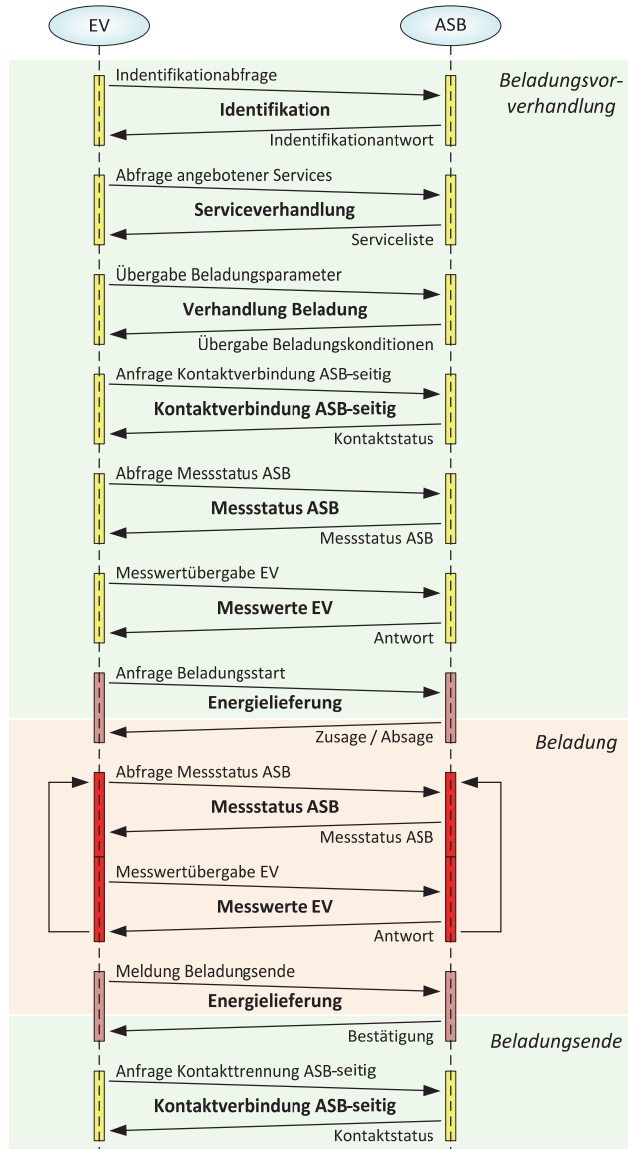 EV
ASB
Beladungsvor-
verhandlung
Indentifikationabfrage
Identifikation
Indentifikationantwort
Abfrage angebotener Services
Serviceverhandlung
Serviceliste
Übergabe Beladungsparameter
Verhandlung Beladung
Übergabe Beladungskonditionen
Anfrage Kontaktverbindung ASB-seitig
Kontaktverbindung ASB-seitig
Kontaktstatus
Abfrage Messstatus ASB
Messstatus ASB
Messstatus ASB
Messwertübergabe EV
Messwerte EV
Antwort
Anfrage Beladungsstart
Energielieferung
Zusage / Absage
Beladung
Abfrage Messstatus ASB
Messstatus ASB
Messstatus ASB
Messwertübergabe EV
Messwerte EV
Antwort
Meldung Beladungsende
Energielieferung
Bestätigung
Beladungsende
Anfrage Kontakttrennung ASB-seitig
Kontaktverbindung ASB-seitig
Kontaktstatus